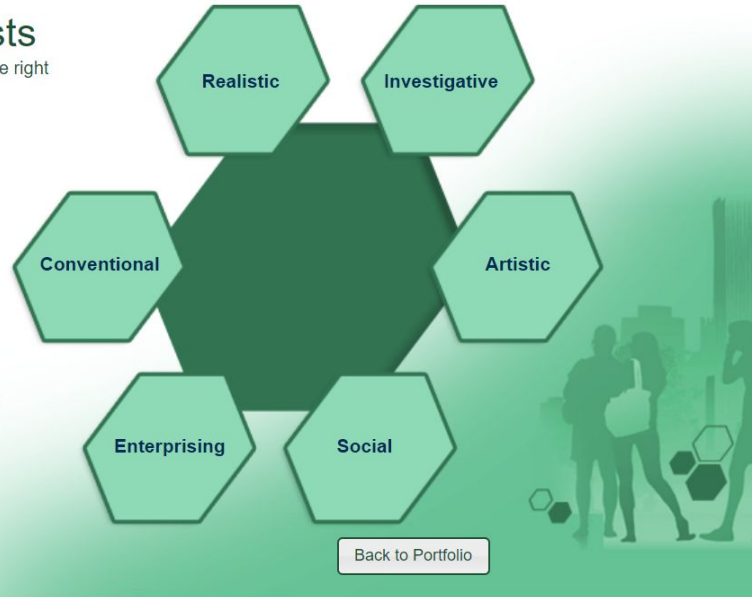 sts
e right
Realistic
Investigative
Conventional
Artistic
Enterprising
Social
Back to Portfolio